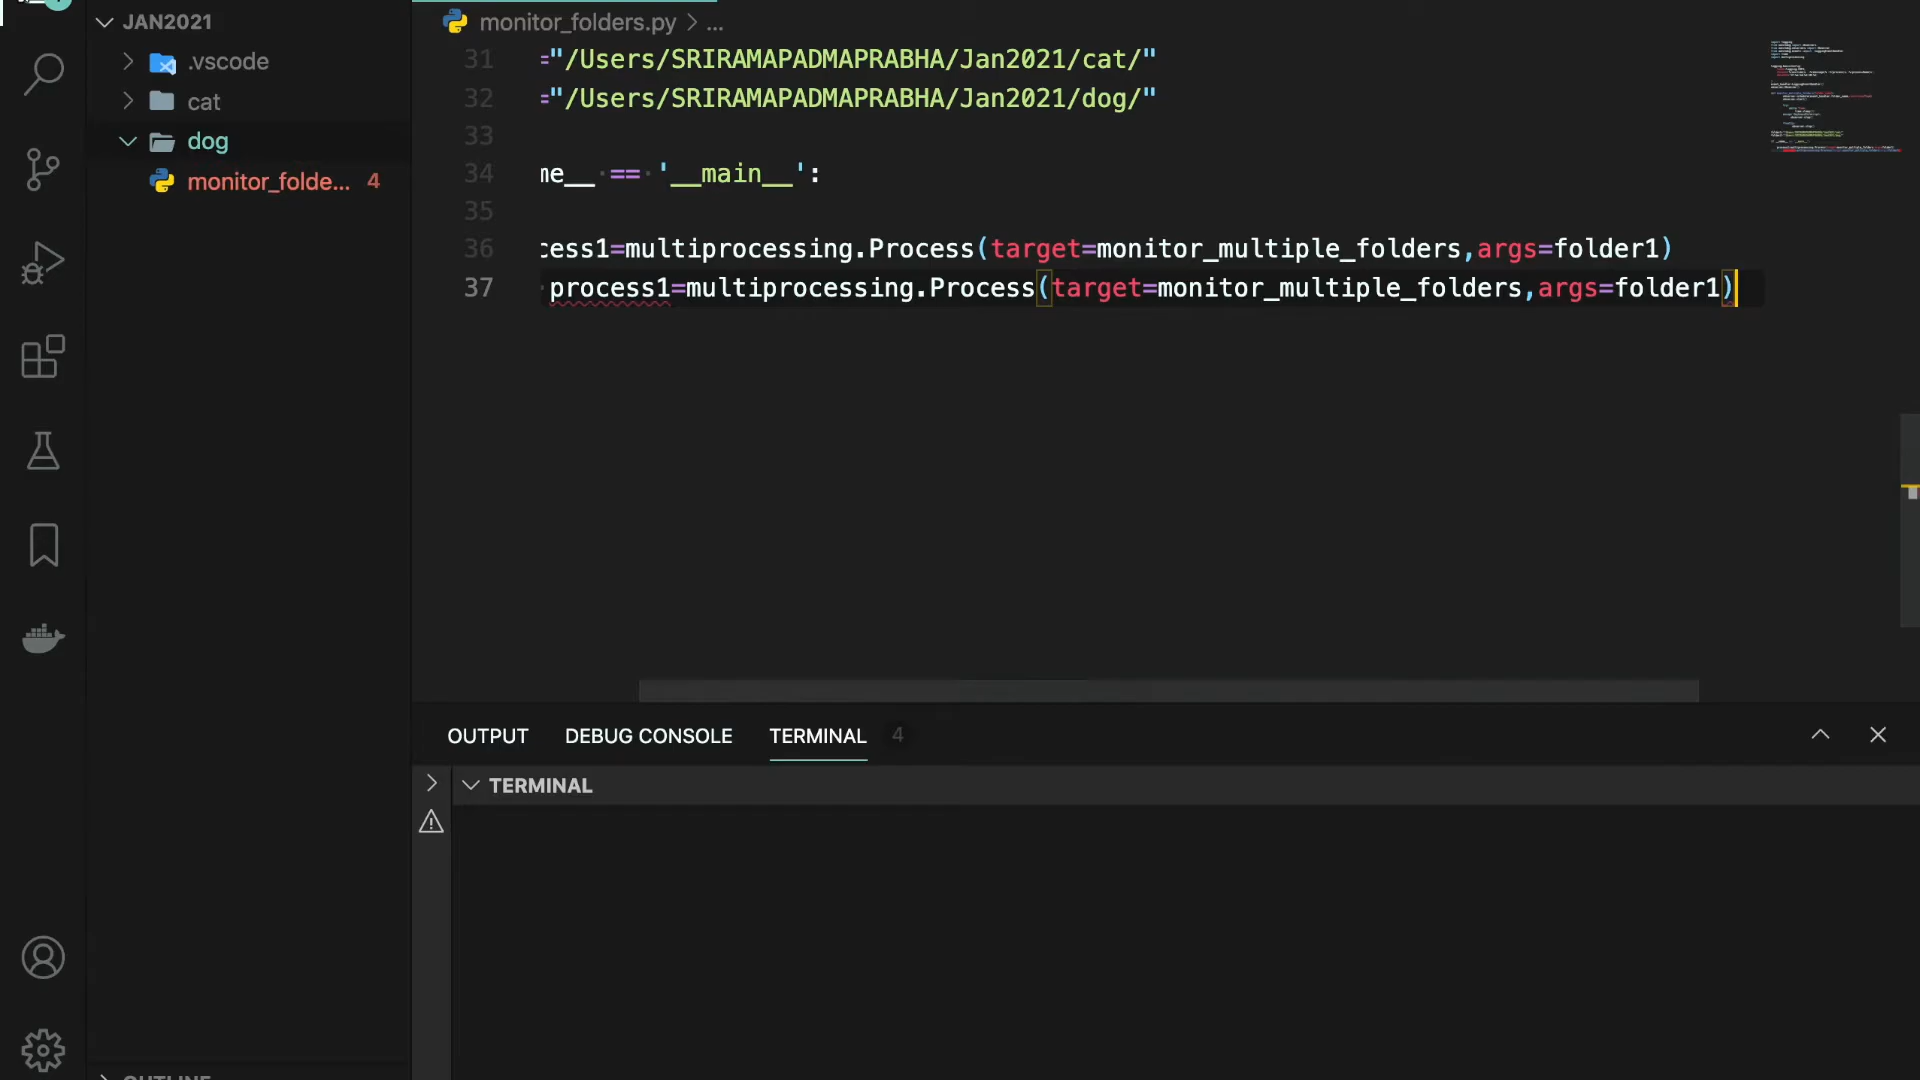 JAN2021
.vscode
cat
dog
monitor_folde... 4
monitor_folders.py > ...
31 ="/Users/SRIRAMAPADMAPRABHA/Jan2021/cat/"
32 ="/Users/SRIRAMAPADMAPRABHA/Jan2021/dog/"
33
34 me__ == '__main__':
35
36 cess1=multiprocessing.Process(target=monitor_multiple_folders,args=folder1)
37 process1=multiprocessing.Process(target=monitor_multiple_folders,args=folder1)
OUTPUT DEBUG CONSOLE TERMINAL 4
TERMINAL
OUTLINE